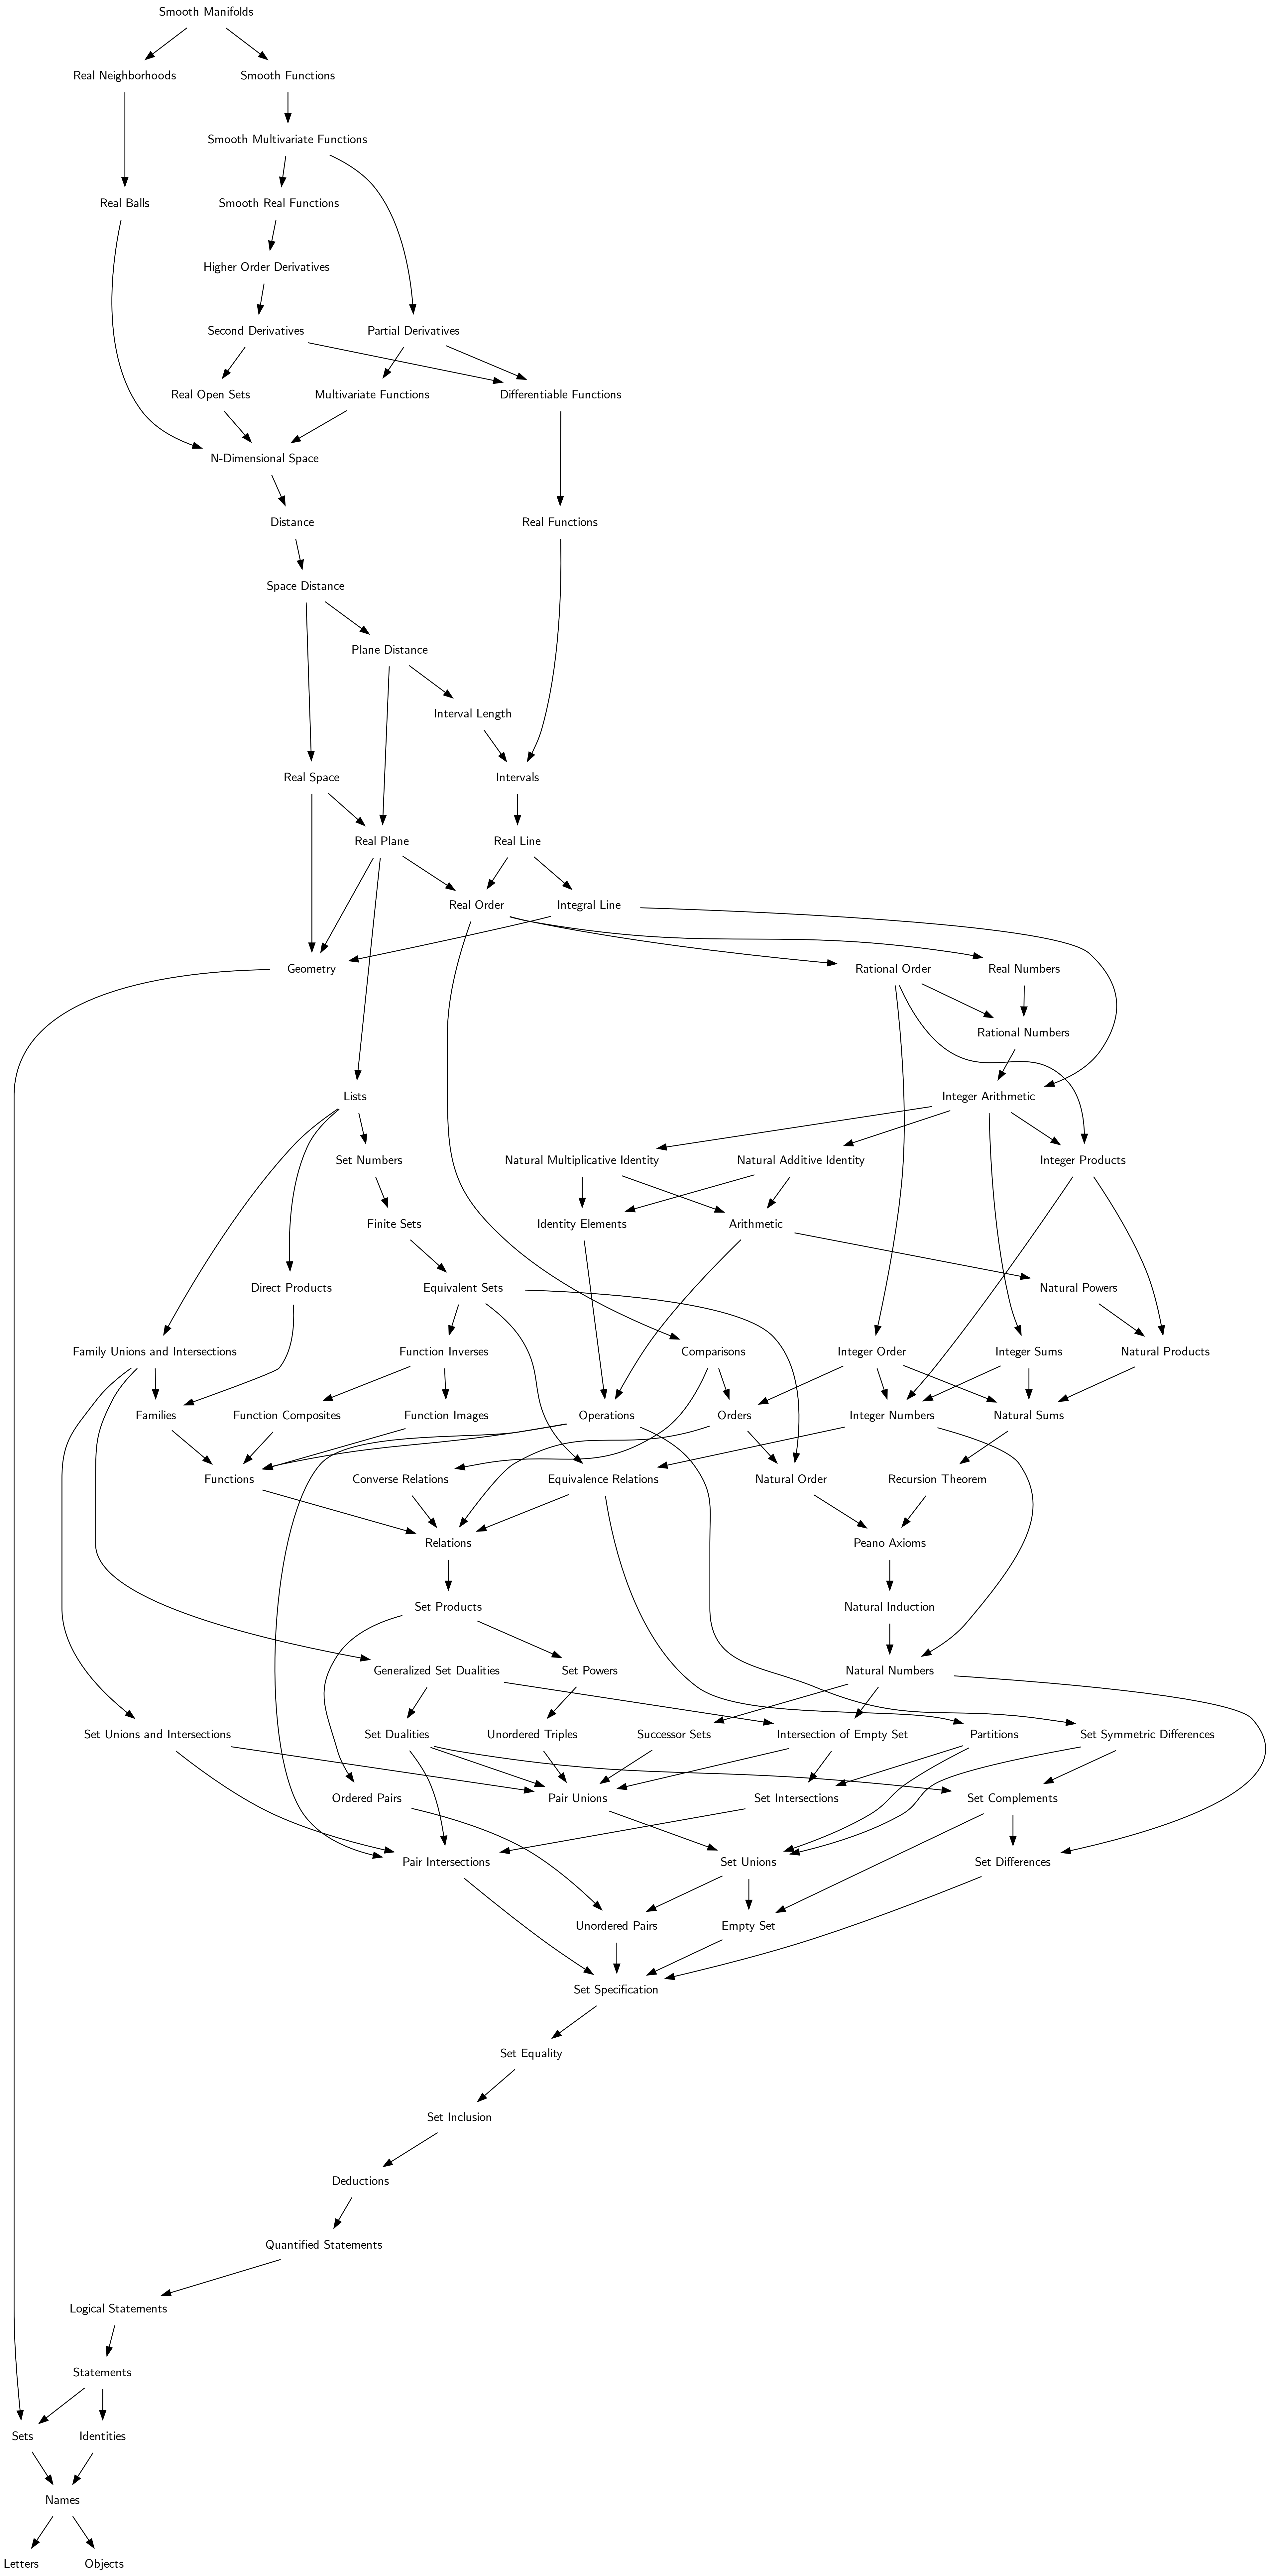 Smooth Manifolds
Real Neighborhoods
Smooth Functions
Smooth Multivariate Functions
Real Balls
Smooth Real Functions
Higher Order Derivatives
Second Derivatives
Partial Derivatives
Real Open Sets
Multivariate Functions
Differentiable Functions
N-Dimensional Space
Distance
Real Functions
Space Distance
Plane Distance
Interval Length
Real Space
Intervals
Real Plane
Real Line
Real Order
Integral Line
Geometry
Rational Order
Real Numbers
Rational Numbers
Lists
Integer Arithmetic
Set Numbers
Natural Multiplicative Identity
Natural Additive Identity
Integer Products
Finite Sets
Identity Elements
Arithmetic
Direct Products
Equivalent Sets
Natural Powers
Family Unions and Intersections
Function Inverses
Comparisons
Integer Order
Integer Sums
Natural Products
Families
Function Composites
Function Images
Operations
Orders
Integer Numbers
Natural Sums
Functions
Converse Relations
Equivalence Relations
Natural Order
Recursion Theorem
Relations
Peano Axioms
Set Products
Natural Induction
Generalized Set Dualities
Set Powers
Natural Numbers
Set Unions and Intersections
Set Dualities
Unordered Triples
Successor Sets
Intersection of Empty Set
Partitions
Set Symmetric Differences
Ordered Pairs
Pair Unions
Set Intersections
Set Complements
Pair Intersections
Set Unions
Set Differences
Unordered Pairs
Empty Set
Set Specification
Set Equality
Set Inclusion
Deductions
Quantified Statements
Logical Statements
Statements
Sets
Identities
Names
Letters
Objects